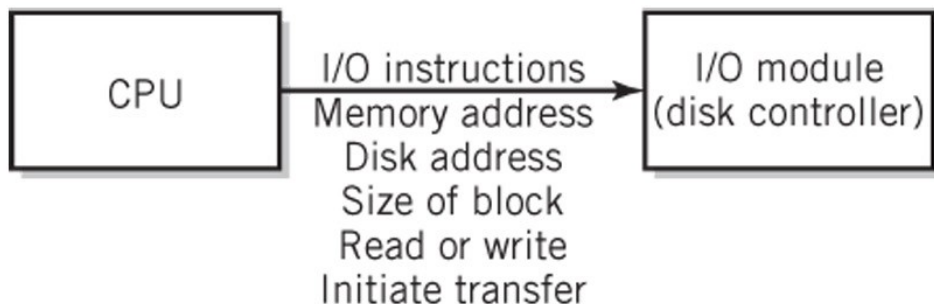 CPU
I/O instructions
Memory address
Disk address
Size of block
Read or write
Initiate transfer
I/O module
(disk controller)